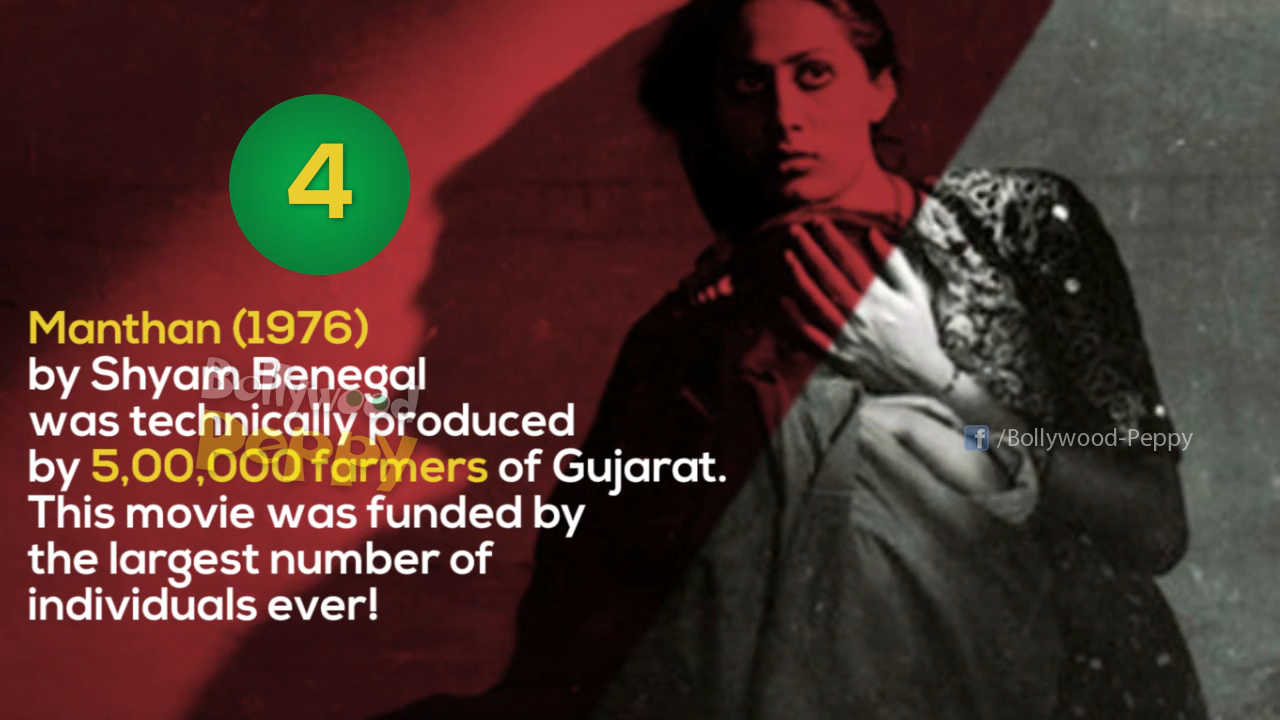 4
Manthan (1976)
by Shyam Benegal
was technically produced
by 5,00,000 farmers of Gujarat.
This movie was funded by
the largest number of
individuals ever!
Bollywood
Peppy
/Bollywood-Peppy